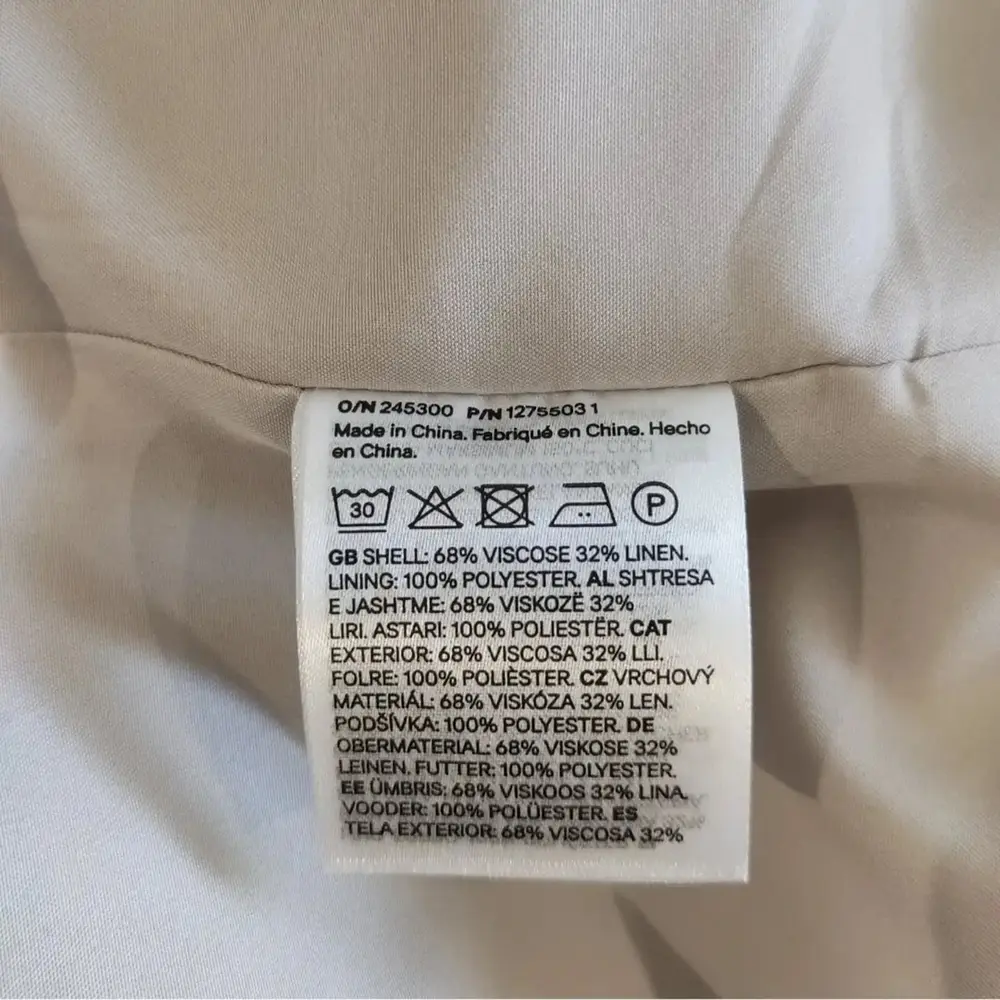 O/N 245300 P/N 12755031
Made in China. Fabriqué en Chine. Hecho
en China.
30 P
GB SHELL: 68% VISCOSE 32% LINEN.
LINING: 100% POLYESTER. AL SHTRESA
E JASHTME: 68% VISKOZË 32%
LIRI. ASTARI: 100% POLIESTËR. CAT
EXTERIOR: 68% VISCOSA 32% LLI.
FOLRE: 100% POLIÈSTER. CZ VRCHOVÝ
MATERIÁL: 68% VISKÓZA 32% LEN.
PODŠÍVKA: 100% POLYESTER. DE
OBERMATERIAL: 68% VISKOSE 32%
LEINEN. FUTTER: 100% POLYESTER.
EE ÜMBRIS: 68% VISKOOS 32% LINA.
VOODER: 100% POLÜESTER. ES
TELA EXTERIOR: 68% VISCOSA 32%